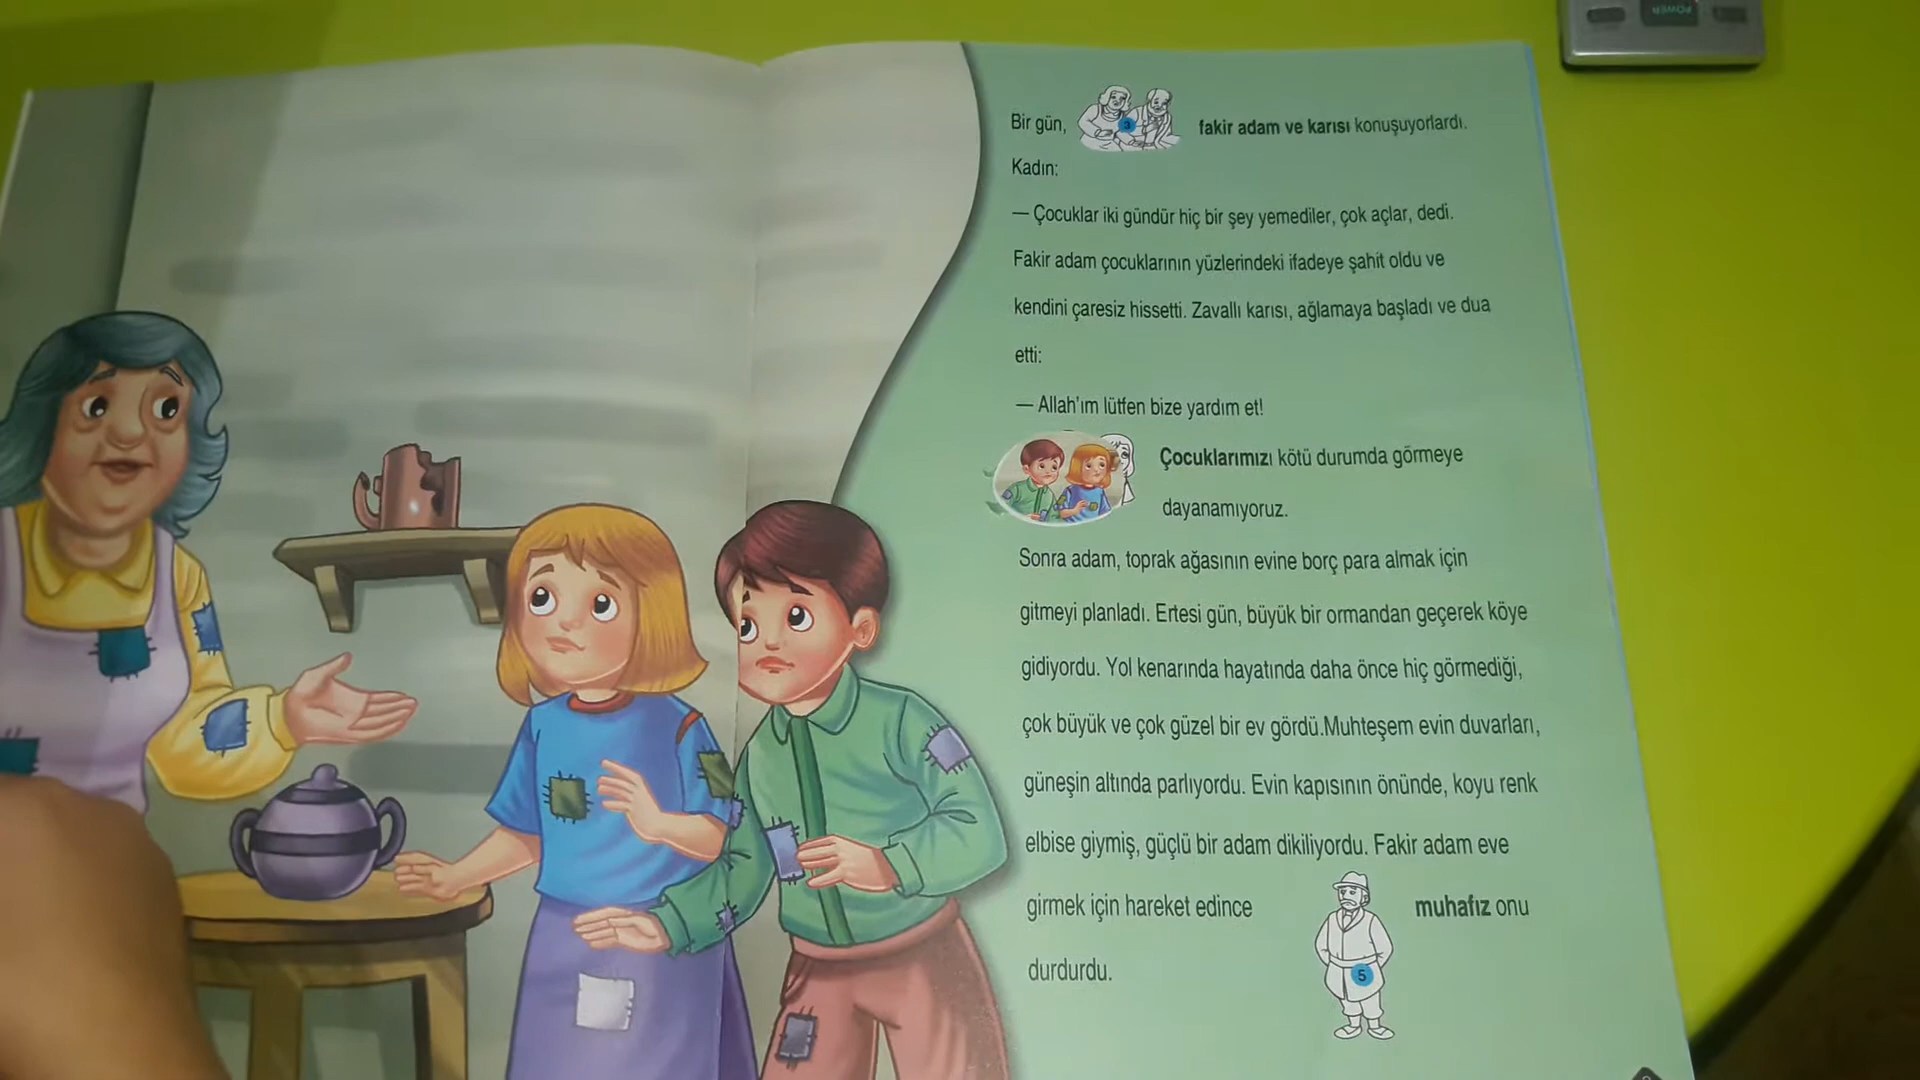 Bir gün, 3 fakir adam ve karısı konuşuyorlardı.
Kadın:
— Çocuklar iki gündür hiç bir şey yemediler, çok açlar, dedi.
Fakir adam çocuklarının yüzlerindeki ifadeye şahit oldu ve
kendini çaresiz hissetti. Zavallı karısı, ağlamaya başladı ve dua
etti:
— Allah'ım lütfen bize yardım et!
Çocuklarımızı kötü durumda görmeye
dayanamıyoruz.
Sonra adam, toprak ağasının evine borç para almak için
gitmeyi planladı. Ertesi gün, büyük bir ormandan geçerek köye
gidiyordu. Yol kenarında hayatında daha önce hiç görmediği,
çok büyük ve çok güzel bir ev gördü.Muhteşem evin duvarları,
güneşin altında parlıyordu. Evin kapısının önünde, koyu renk
elbise giymiş, güçlü bir adam dikiliyordu. Fakir adam eve
girmek için hareket edince muhafız onu
5
durdurdu.
POWER